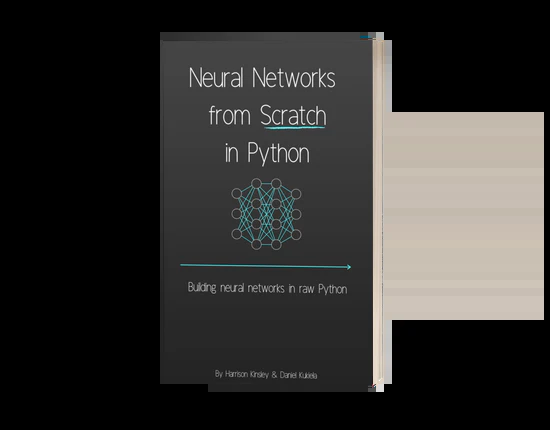 Neural Networks
from Scratch
in Python
Building neural networks in raw Python
By Harrison Kinsley & Daniel Kukieła